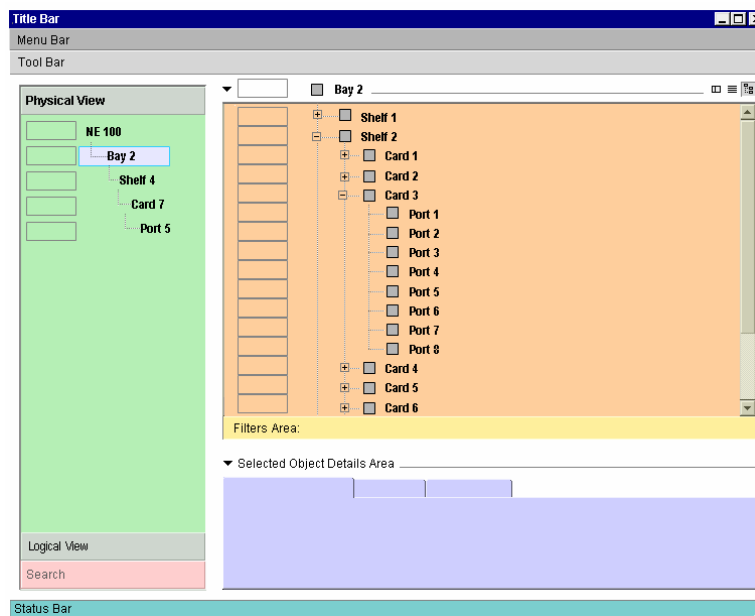 Title Bar
Menu Bar
Tool Bar
Physical View
NE 100
Bay 2
Shelf 4
Card 7
Port 5
Logical View
Search
Bay 2
Shelf 1
Shelf 2
Card 1
Card 2
Card 3
Port 1
Port 2
Port 3
Port 4
Port 5
Port 6
Port 7
Port 8
Card 4
Card 5
Card 6
Filters Area:
Selected Object Details Area
Status Bar